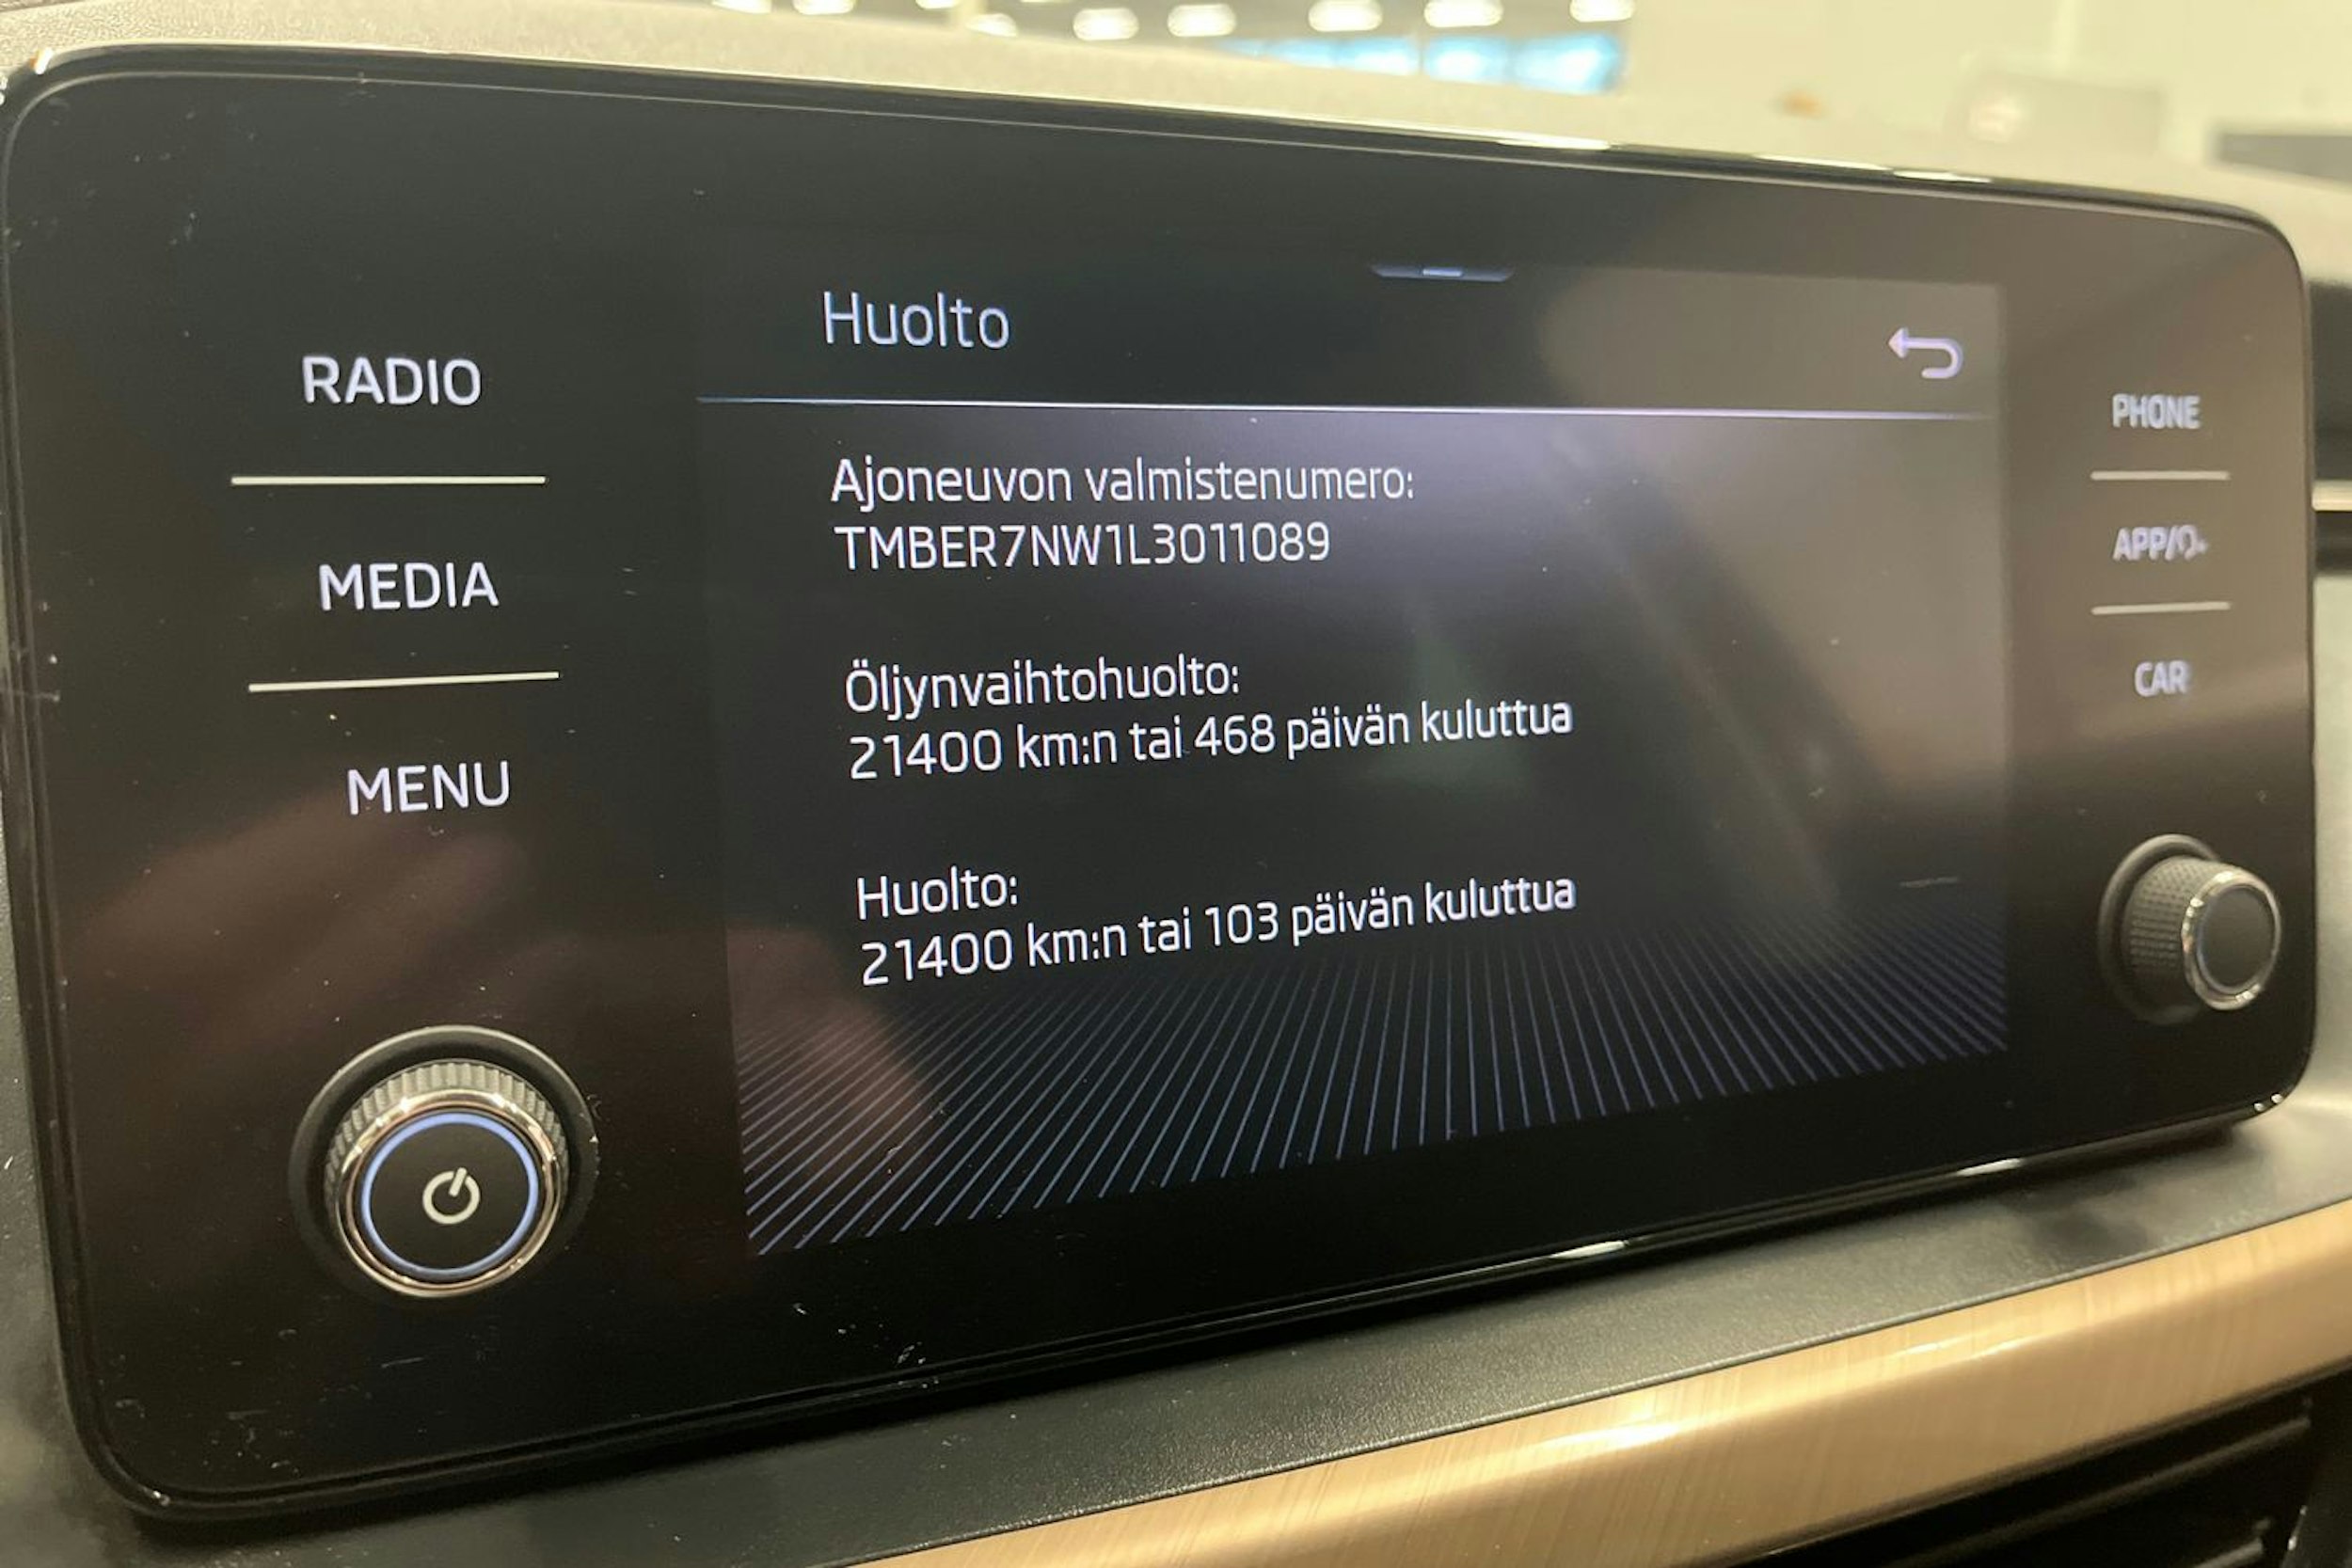 RADIO
MEDIA
MENU
Huolto
Ajoneuvon valmistenumero:
TMBER7NW1L3011089
Öljynvaihtohuolto:
21400 km:n tai 468 päivän kuluttua
Huolto:
21400 km:n tai 103 päivän kuluttua
PHONE
APP/
CAR